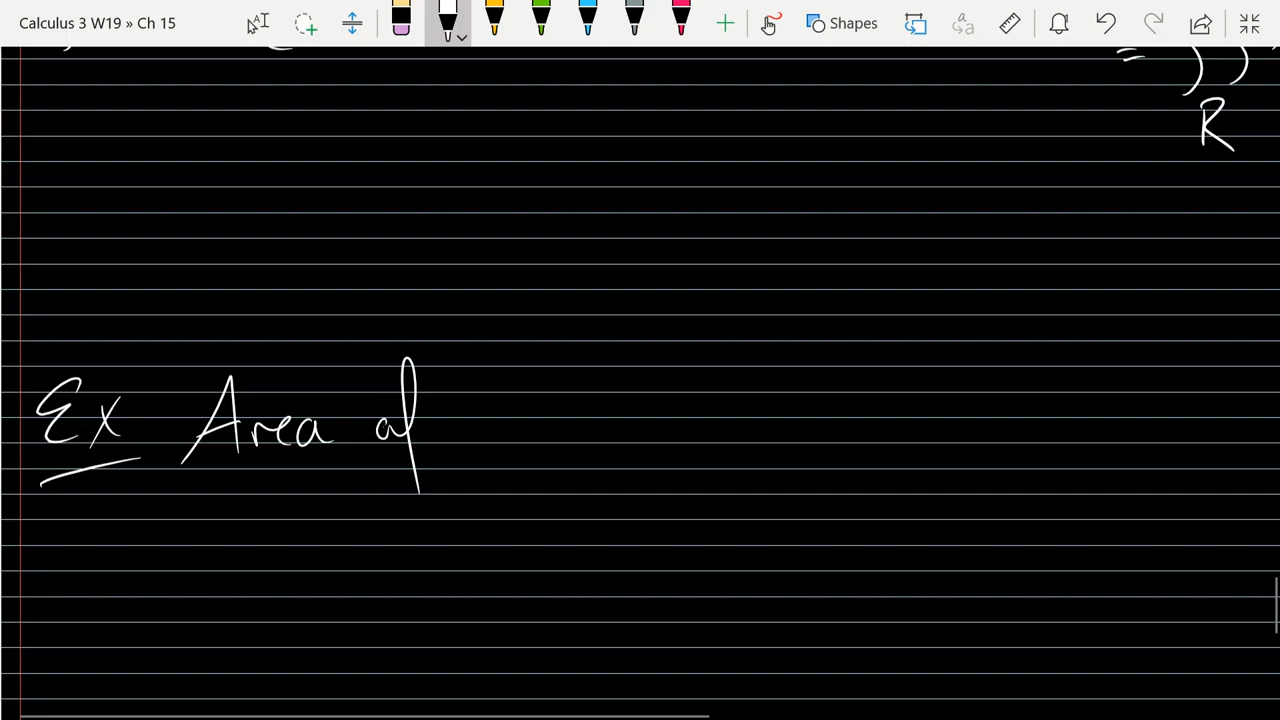 Calculus 3 W19 » Ch 15
Shapes
=
R
Ex Area of